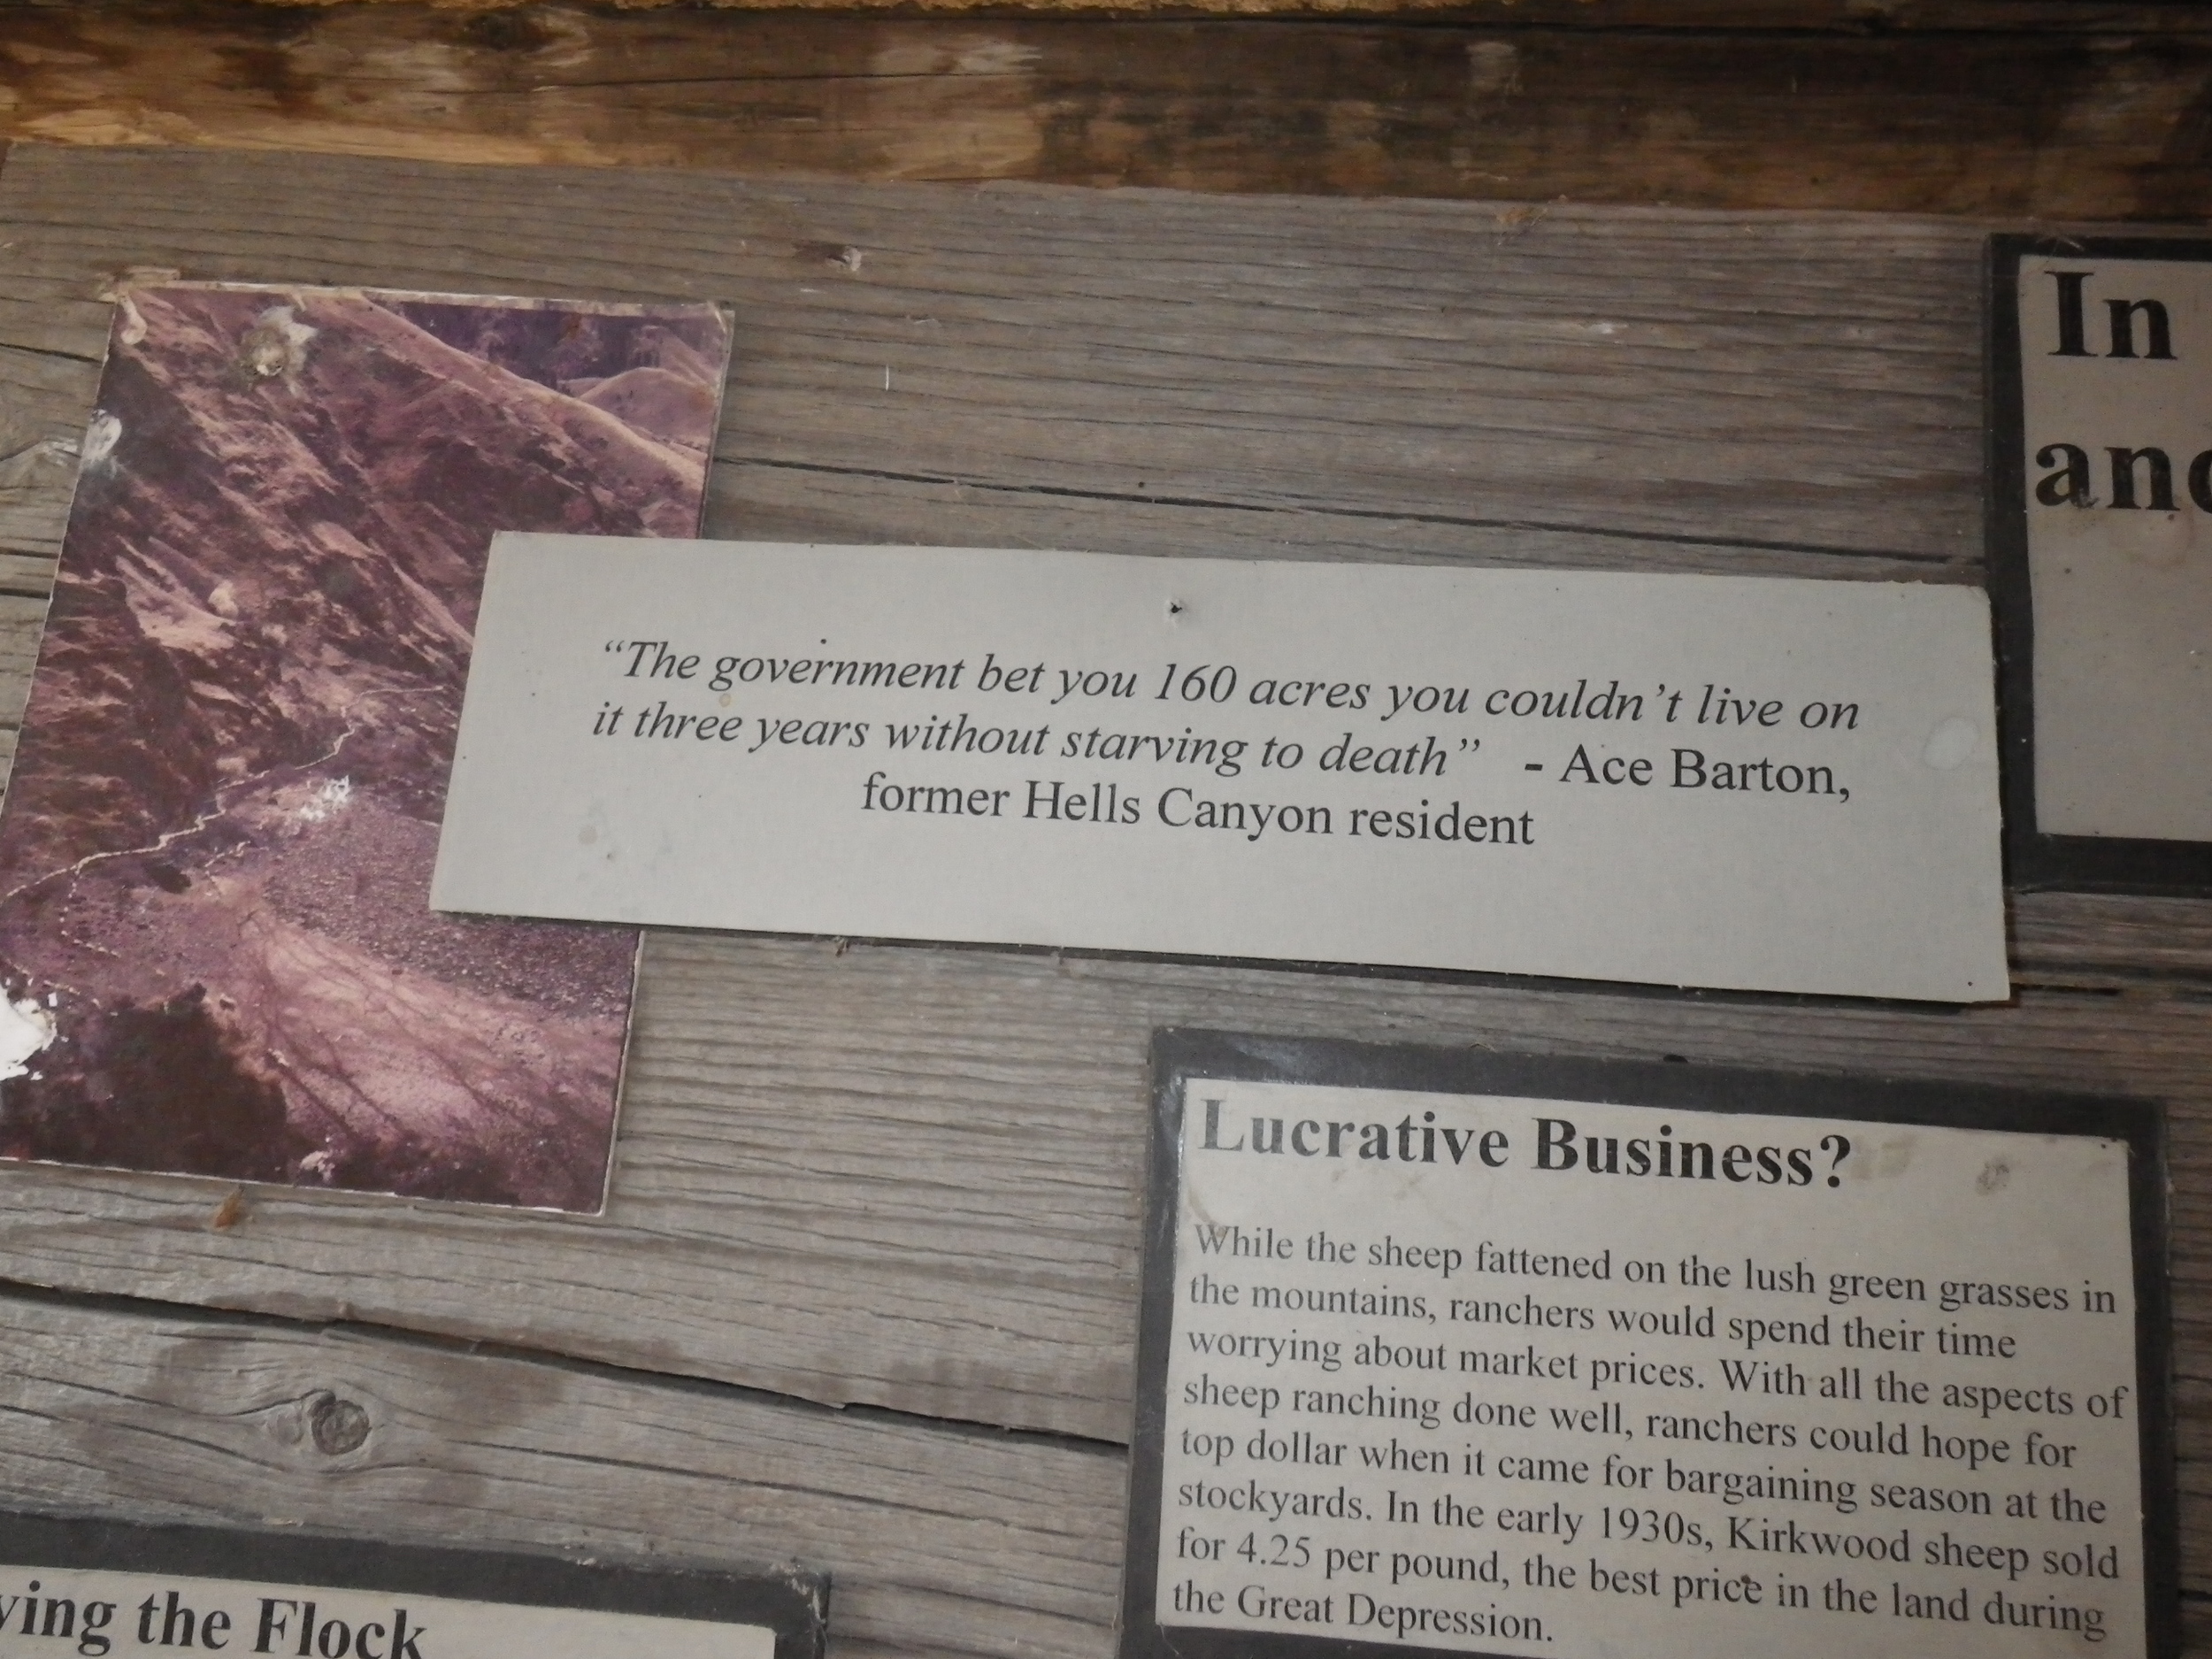 In
“The government bet you 160 acres you couldn’t live on
it three years without starving to death” - Ace Barton,
former Hells Canyon resident
Lucrative Business?
While the sheep fattened on the lush green grasses in
the mountains, ranchers would spend their time
worrying about market prices. With all the aspects of
sheep ranching done well, ranchers could hope for
top dollar when it came for bargaining season at the
stockyards. In the early 1930s, Kirkwood sheep sold
for 4.25 per pound, the best price in the land during
the Great Depression.
the Flock